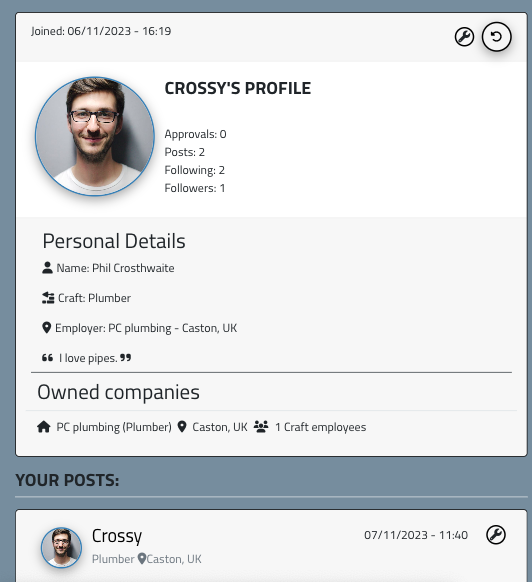 Joined: 06/11/2023 - 16:19
CROSSY'S PROFILE
Approvals: 0
Posts: 2
Following: 2
Followers: 1
Personal Details
Name: Phil Crosthwaite
Craft: Plumber
Employer: PC plumbing - Caston, UK
“ I love pipes. ”
Owned companies
PC plumbing (Plumber) Caston, UK 1 Craft employees
YOUR POSTS:
Crossy 07/11/2023 - 11:40
Plumber Caston, UK